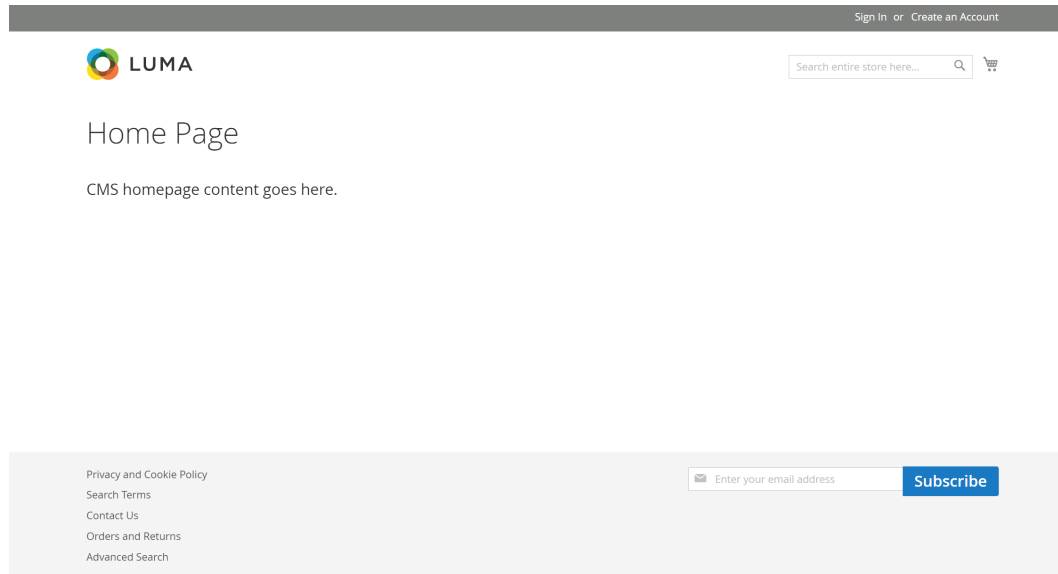 Sign In or Create an Account
LUMA
Search entire store here...
Home Page
CMS homepage content goes here.
Privacy and Cookie Policy
Search Terms
Contact Us
Orders and Returns
Advanced Search
Enter your email address
Subscribe